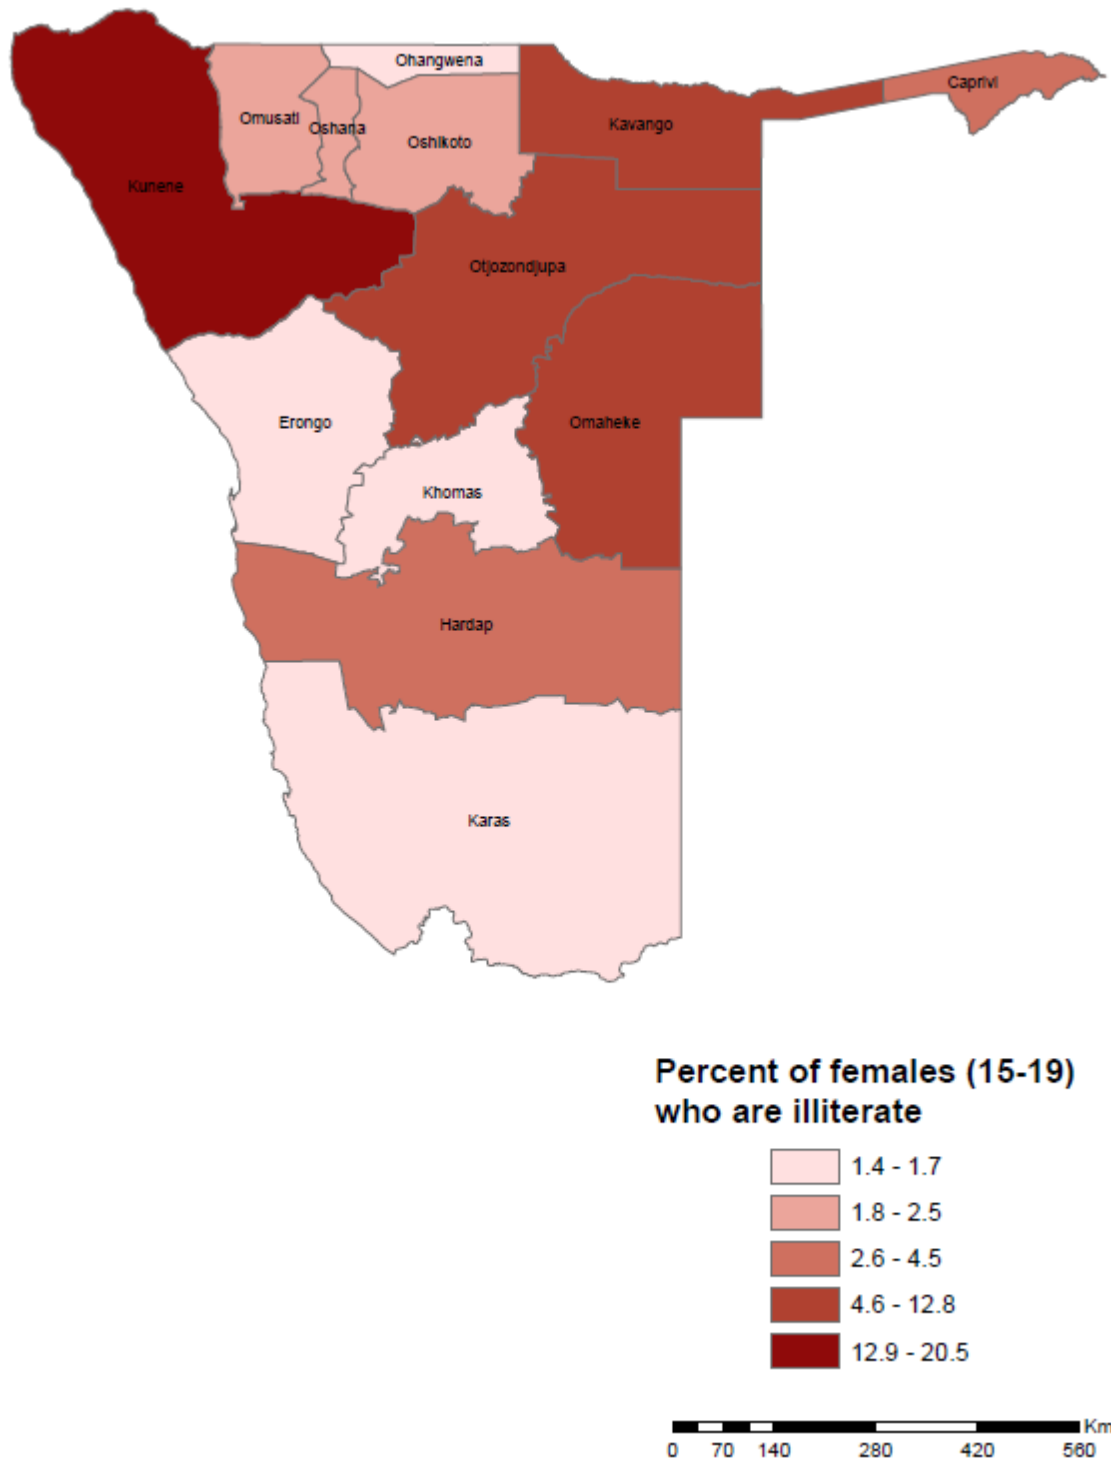 Ohangwena
Caprivi
Omusati
Oshana
Oshikoto
Kavango
Kunene
Otjozondjupa
Erongo
Omaheke
Khomas
Hardap
Karas
Percent of females (15-19)
who are illiterate
1.4 - 1.7
1.8 - 2.5
2.6 - 4.5
4.6 - 12.8
12.9 - 20.5
Km
0 70 140 280 420 560